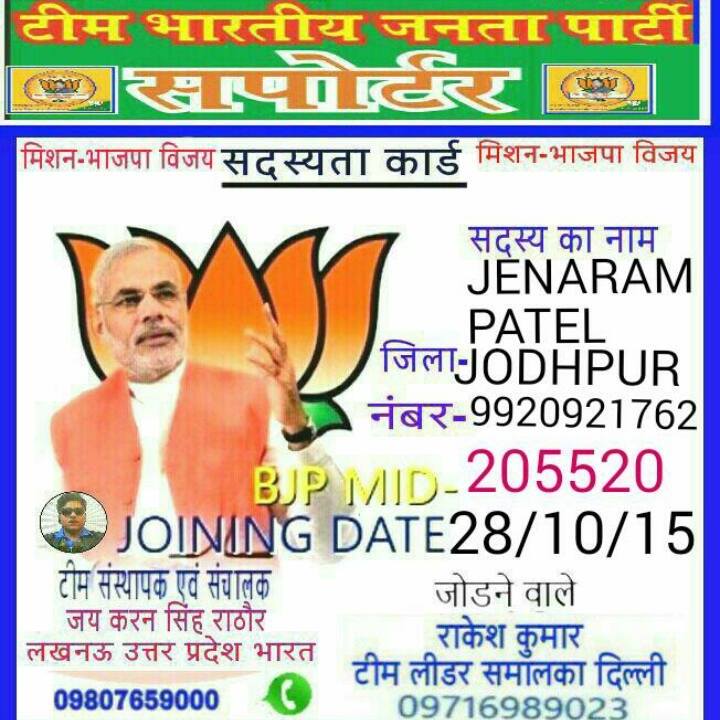 टीम भारतीय जनता पार्टी
सपोर्टर
मिशन-भाजपा विजय सदस्यता कार्ड मिशन-भाजपा विजय
सदस्य का नाम
JENARAM
PATEL
जिला-JODHPUR
नंबर-9920921762
BJP MID-205520
JOINING DATE28/10/15
टीम संस्थापक एवं संचालक
जय करन सिंह राठौर
लखनऊ उत्तर प्रदेश भारत
09807659000
जोडने वाले
राकेश कुमार
टीम लीडर समालका दिल्ली
09716989023